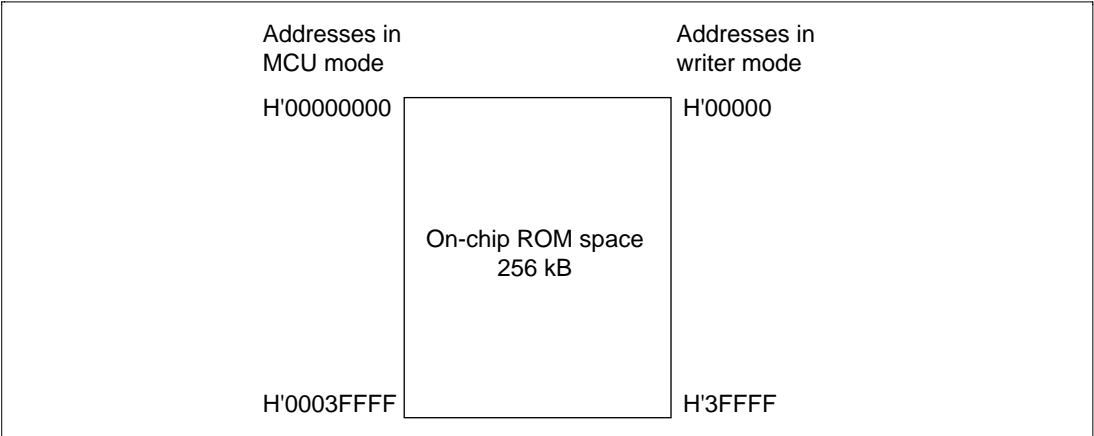 Addresses in
MCU mode
Addresses in
writer mode
H'00000000
H'00000
On-chip ROM space
256 kB
H'0003FFFF
H'3FFFF